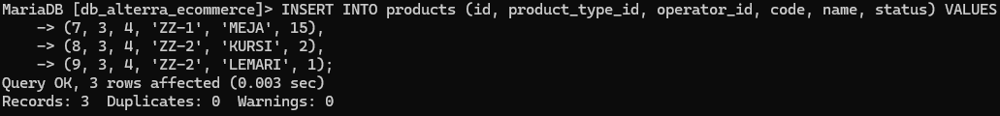 MariaDB [db_alterra_ecommerce]> INSERT INTO products (id, product_type_id, operator_id, code, name, status) VALUES
    -> (7, 3, 4, 'ZZ-1', 'MEJA', 15),
    -> (8, 3, 4, 'ZZ-2', 'KURSI', 2),
    -> (9, 3, 4, 'ZZ-2', 'LEMARI', 1);
Query OK, 3 rows affected (0.003 sec)
Records: 3  Duplicates: 0  Warnings: 0